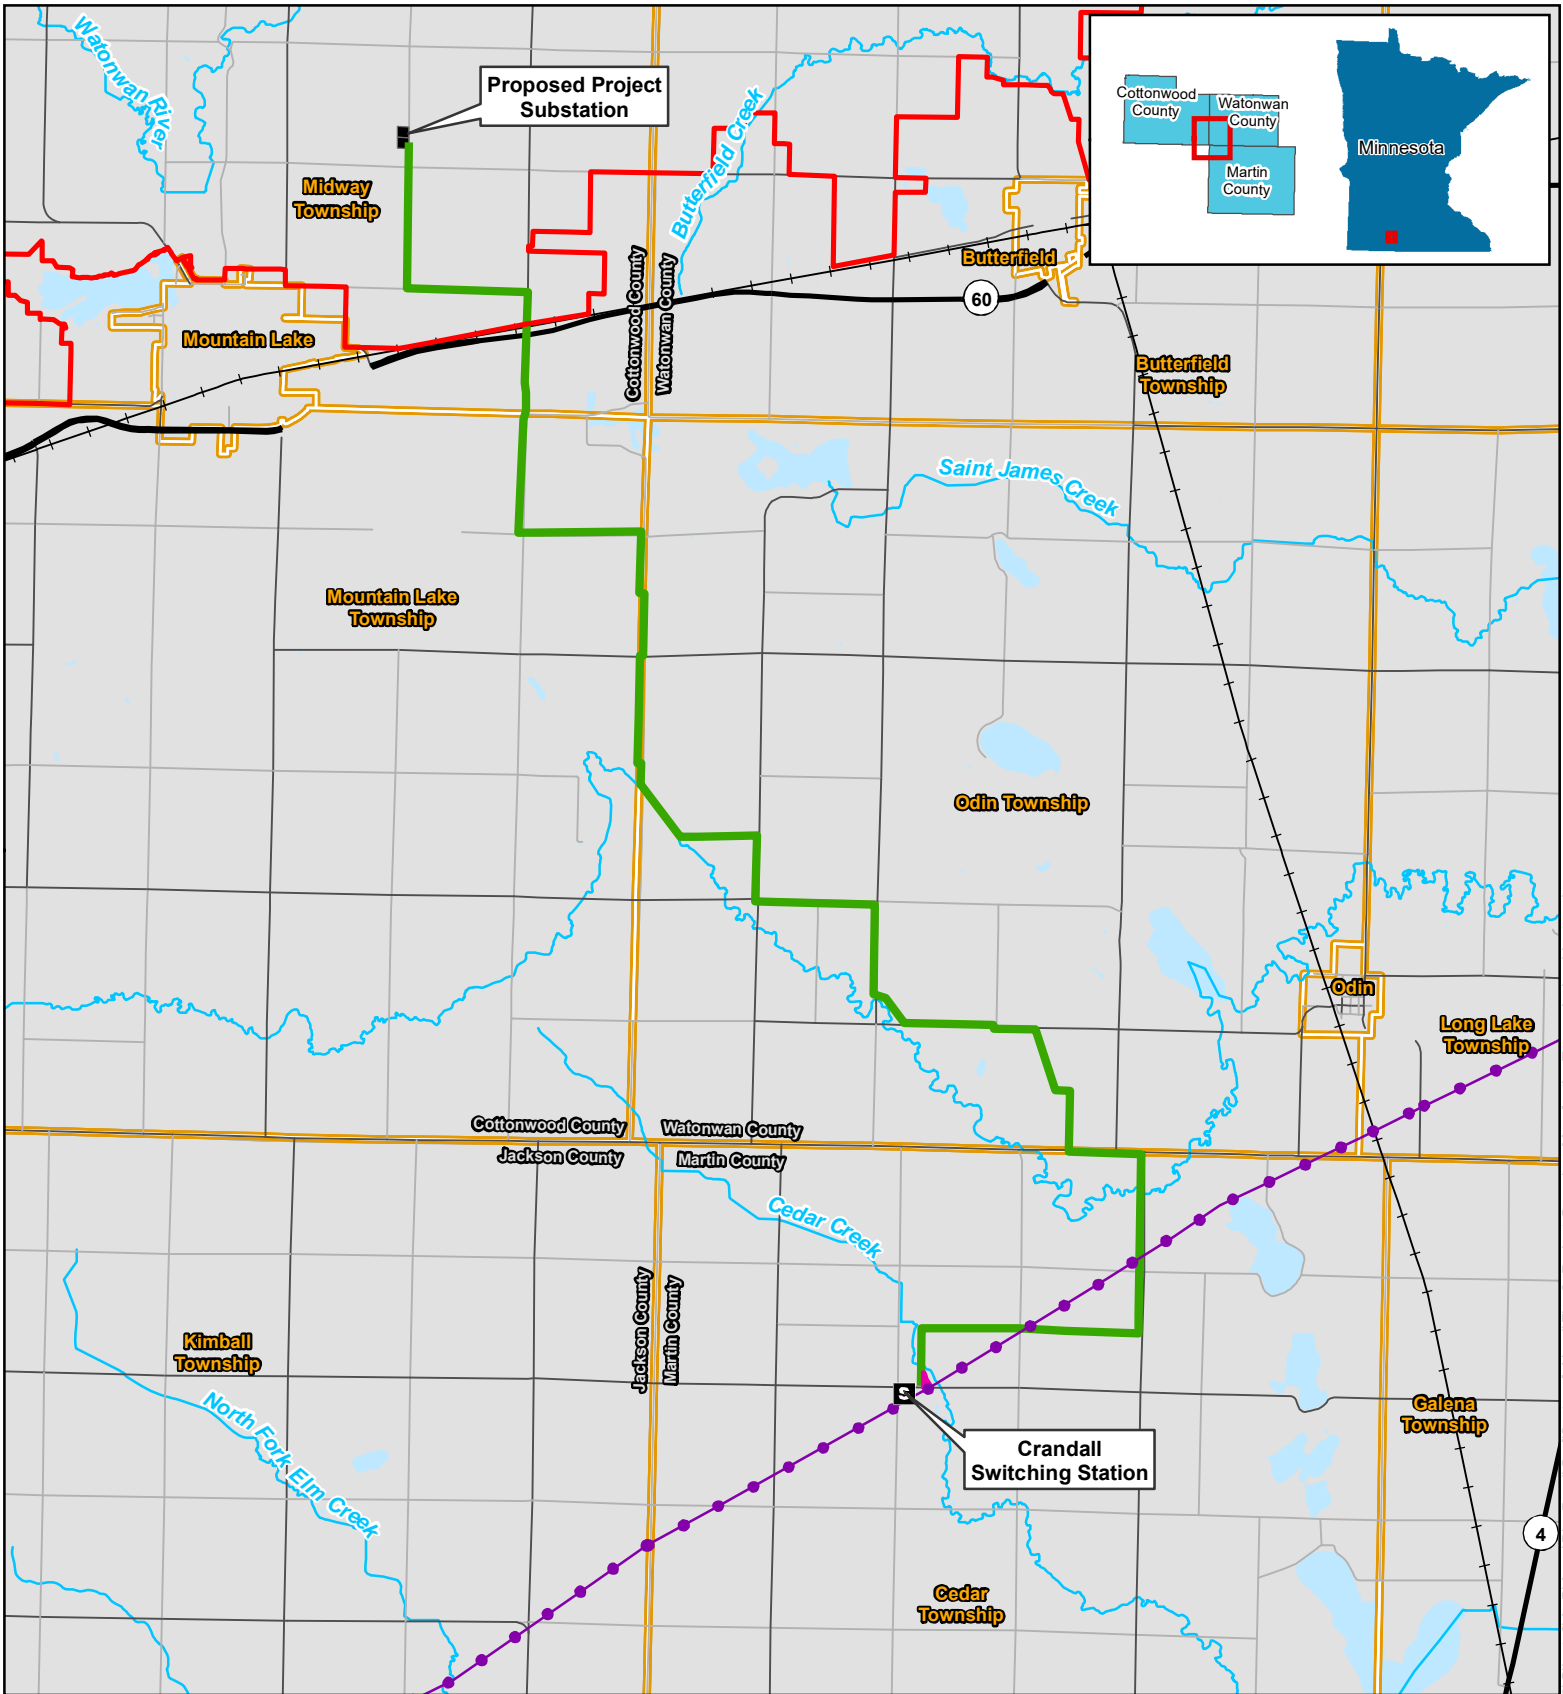 Watonwan River
Proposed Project
Substation
Butterfield Creek
Cottonwood
County
Watonwan
County
Martin
County
Minnesota
Midway
Township
Butterfield
60
Cottonwood County
Watonwan County
Mountain Lake
Butterfield
Township
Saint James Creek
Mountain Lake
Township
Odin Township
Odin
Long Lake
Township
Cottonwood County
Watonwan County
Jackson County
Martin County
Cedar Creek
Jackson County
Martin County
Kimball
Township
S
North Fork Elm Creek
Galena
Township
Crandall
Switching Station
4
Cedar
Township